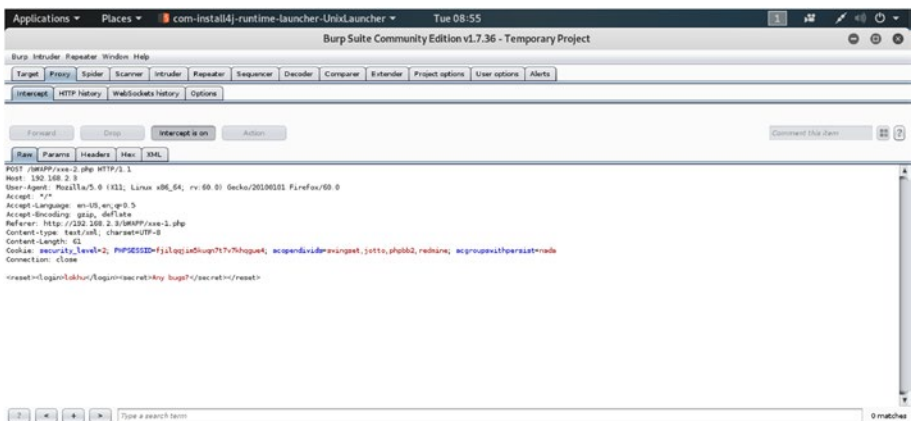 Applications Places com-install4j-runtime-launcher-UnixLauncher Tue 08:55 1
Burp Suite Community Edition v1.7.36 - Temporary Project
Burp Intruder Repeater Window Help
Target Proxy Spider Scanner Intruder Repeater Sequencer Decoder Comparer Extender Project options User options Alerts
Intercept HTTP history WebSockets history Options
Forward Drop Intercept is on Action Comment this item ?
Raw Params Headers Hex XML
POST /bWAPP/xxe-2.php HTTP/1.1
Host: 192.168.2.3
User-Agent: Mozilla/5.0 (X11; Linux x86_64; rv:60.0) Gecko/20100101 Firefox/60.0
Accept: */*
Accept-Language: en-US,en;q=0.5
Accept-Encoding: gzip, deflate
Referer: http://192.168.2.3/bWAPP/xxe-1.php
Content-type: text/xml; charset=UTF-8
Content-Length: 61
Cookie: security_level=2; acopendivids=swingset,jotto,phpbb2,redmine; acgroupswithpersist=nada
Connection: close
<reset><login>lokhu</login><secret>Any bugs?</secret></reset>
? < + > Type a search term 0 matches